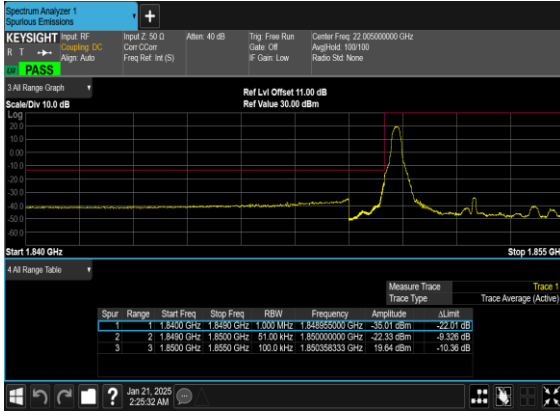 Spectrum Analyzer 1
Spurious Emissions
+
KEYSIGHT
R T
Input: RF
Coupling: DC
Align: Auto
Input Z: 50 Ω
Corr CCorr
Freq Ref: Int (S)
Atten: 40 dB
Trig: Free Run
Gate: Off
IF Gain: Low
Center Freq: 22.005000000 GHz
Avg|Hold: 100/100
Radio Std: None
PASS
3 All Range Graph
Ref Lvl Offset 11.00 dB
Scale/Div 10.0 dB
Ref Value 30.00 dBm
Log
20.0
10.0
0.00
-10.0
-20.0
-30.0
-40.0
-50.0
-60.0
Start 1.840 GHz
Stop 1.855 GH
4 All Range Table
Measure Trace Trace 1
Trace Type Trace Average (Active)
Spur Range Start Freq Stop Freq RBW Frequency Amplitude ΔLimit
1 1 1.8400 GHz 1.8490 GHz 1.000 MHz 1.848955000 GHz -35.01 dBm -22.01 dB
2 2 1.8490 GHz 1.8500 GHz 51.00 kHz 1.850000000 GHz -22.33 dBm -9.326 dB
3 3 1.8500 GHz 1.8550 GHz 100.0 kHz 1.850358333 GHz 19.64 dBm -10.36 dB
?
Jan 21, 2025
2:25:32 AM